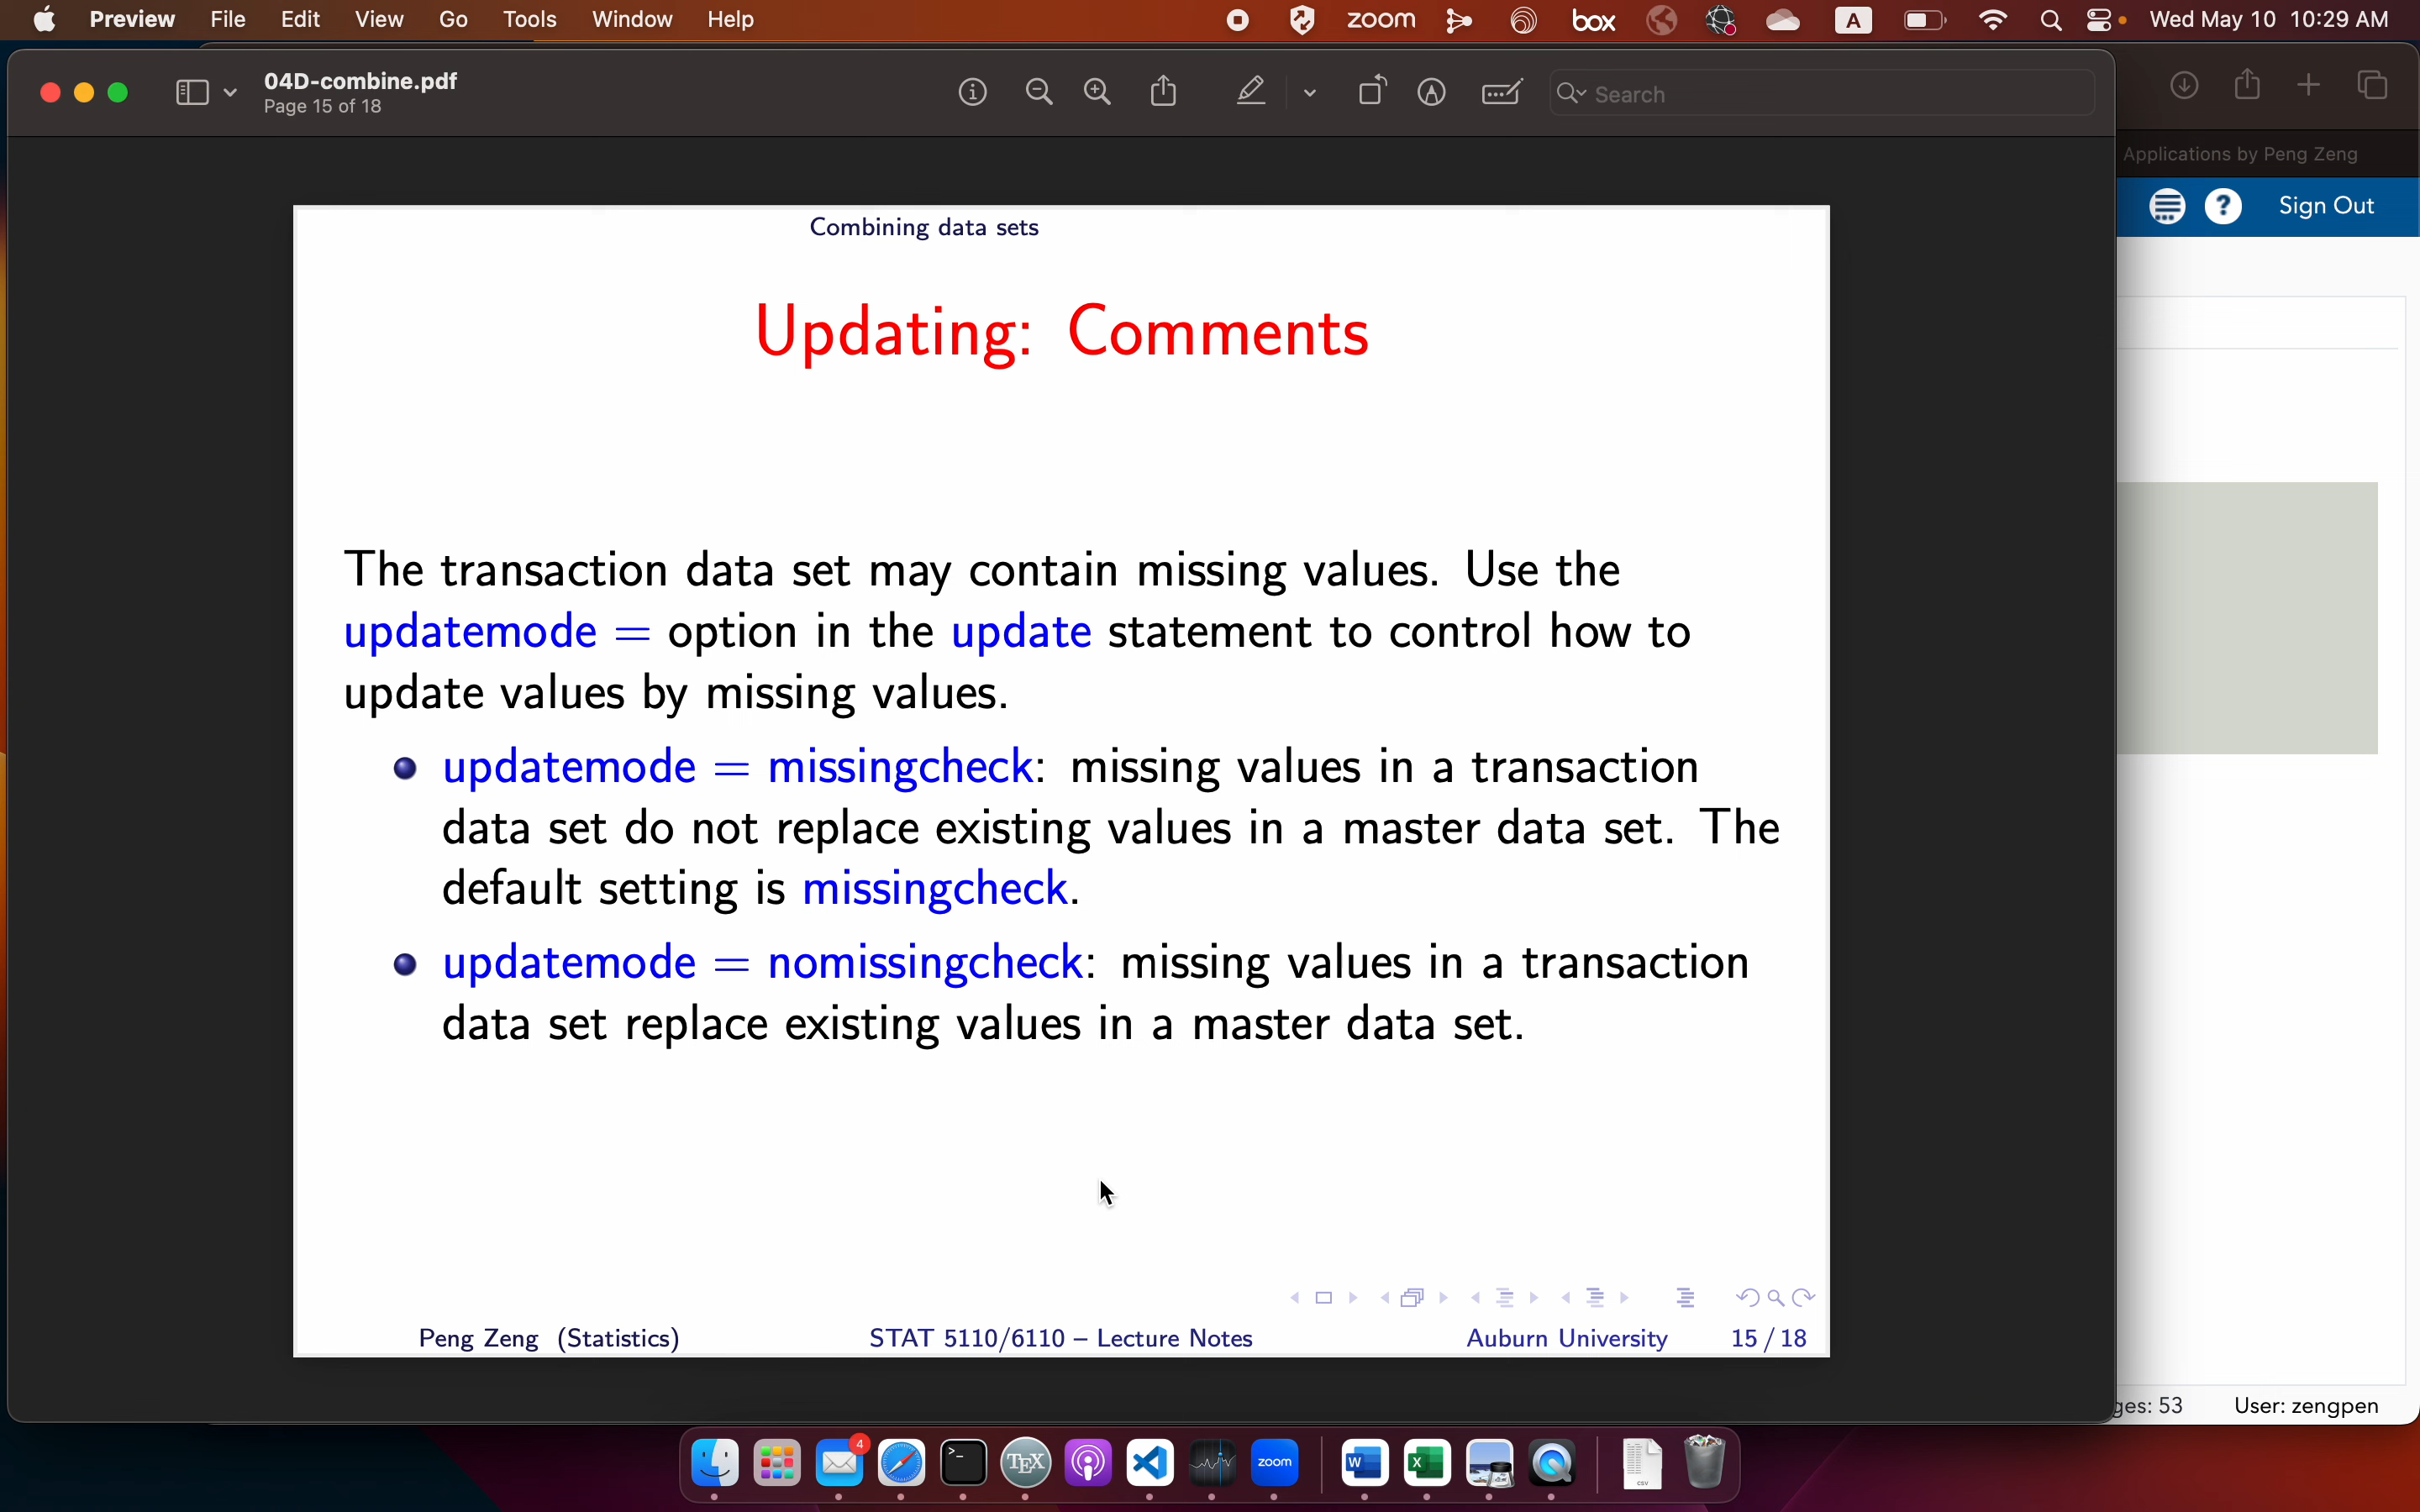 Preview File Edit View Go Tools Window Help zoom box A Wed May 10 10:29 AM
04D-combine.pdf
Page 15 of 18
Search
Applications by Peng Zeng
? Sign Out
Combining data sets
Updating: Comments
The transaction data set may contain missing values. Use the
updatemode = option in the update statement to control how to
update values by missing values.
updatemode = missingcheck: missing values in a transaction
data set do not replace existing values in a master data set. The
default setting is missingcheck.
updatemode = nomissingcheck: missing values in a transaction
data set replace existing values in a master data set.
Peng Zeng (Statistics) STAT 5110/6110 – Lecture Notes Auburn University 15 / 18
ges: 53 User: zengpen
4 >_ TEX zoom W X CSV